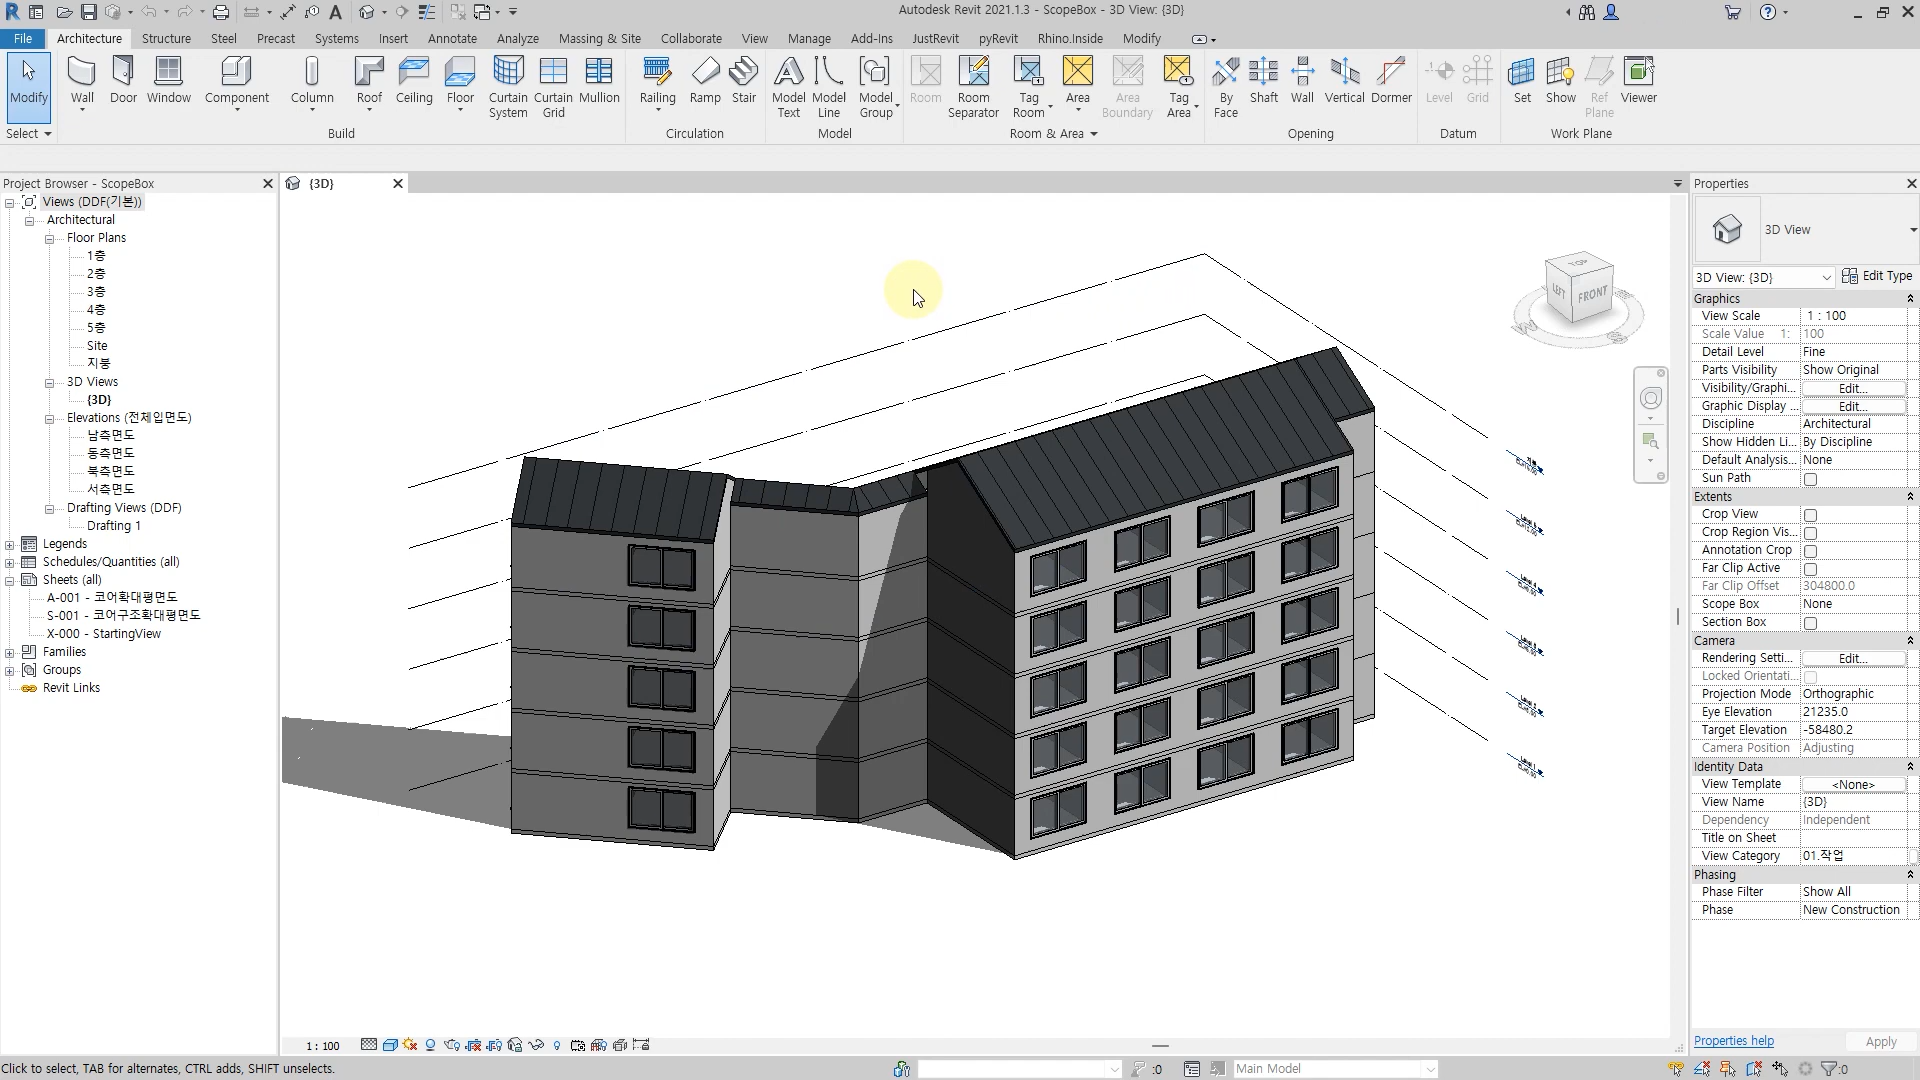 Autodesk Revit 2021.1.3 - ScopeBox - 3D View: {3D}
File Architecture Structure Steel Precast Systems Insert Annotate Analyze Massing & Site Collaborate View Manage Add-Ins JustRevit pyRevit Rhino.Inside Modify
Modify Wall Door Window Component Column Roof Ceiling Floor Curtain System Curtain Grid Mullion Railing Ramp Stair Model Text Model Line Model Group Room Room Separator Tag Room Area Area Boundary Tag Area By Face Shaft Wall Vertical Dormer Level Grid Set Show Ref Plane Viewer
Select Build Circulation Model Room & Area Opening Datum Work Plane
Project Browser - ScopeBox
Views (DDF(기본))
Architectural
Floor Plans
1층
2층
3층
4층
5층
Site
지붕
3D Views
{3D}
Elevations (전체입면도)
남측면도
동측면도
북측면도
서측면도
Drafting Views (DDF)
Drafting 1
Legends
Schedules/Quantities (all)
Sheets (all)
A-001 - 코어확대평면도
S-001 - 코어구조확대평면도
X-000 - StartingView
Families
Groups
Revit Links
{3D}
TOP
LEFT
FRONT
W
S
Properties
3D View
3D View: {3D} Edit Type
Graphics
View Scale 1 : 100
Scale Value 1: 100
Detail Level Fine
Parts Visibility Show Original
Visibility/Graphi... Edit...
Graphic Display ... Edit...
Discipline Architectural
Show Hidden Li... By Discipline
Default Analysis... None
Sun Path
Extents
Crop View
Crop Region Vis...
Annotation Crop
Far Clip Active
Far Clip Offset 304800.0
Scope Box None
Section Box
Camera
Rendering Setti... Edit...
Locked Orientati...
Projection Mode Orthographic
Eye Elevation 21235.0
Target Elevation -58480.2
Camera Position Adjusting
Identity Data
View Template <None>
View Name {3D}
Dependency Independent
Title on Sheet
View Category 01.작업
Phasing
Phase Filter Show All
Phase New Construction
Properties help Apply
1 : 100
Click to select, TAB for alternates, CTRL adds, SHIFT unselects.
:0
Main Model
:0